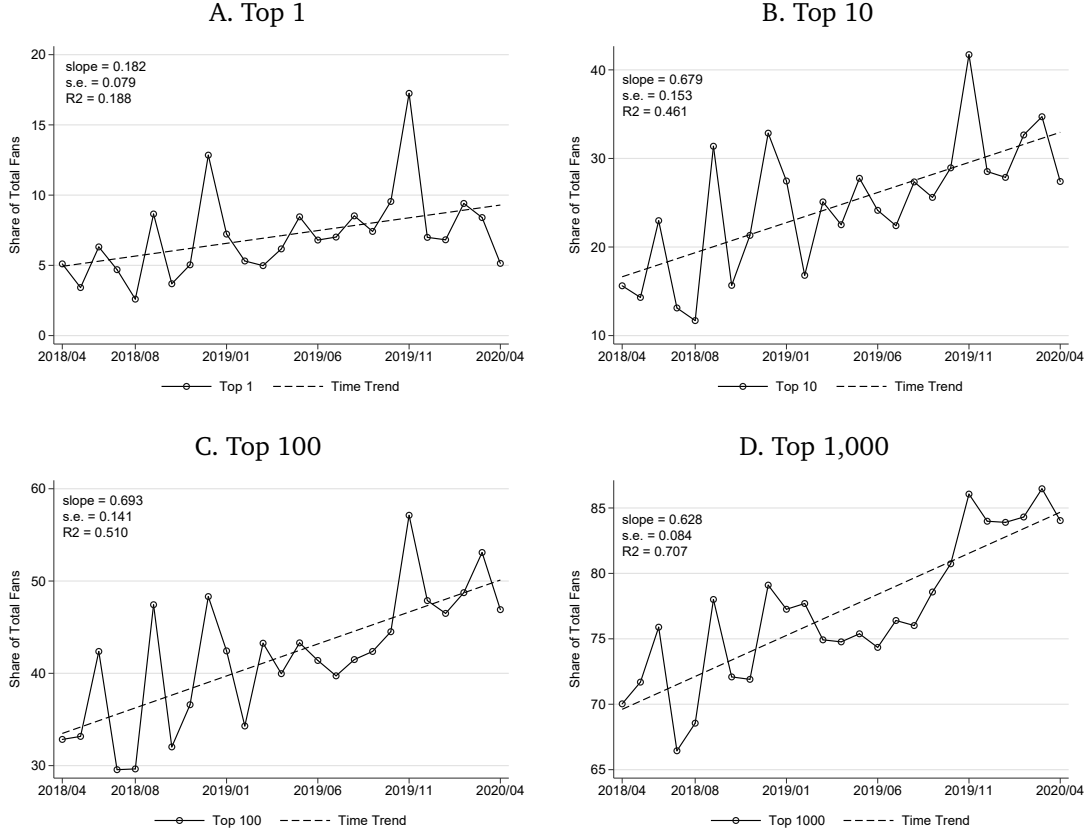 A. Top 1
slope = 0.182
s.e. = 0.079
R2 = 0.188
Share of Total Fans
20
15
10
5
0
2018/04 2018/08 2019/01 2019/06 2019/11 2020/04
Top 1 Time Trend
B. Top 10
slope = 0.679
s.e. = 0.153
R2 = 0.461
Share of Total Fans
40
30
20
10
2018/04 2018/08 2019/01 2019/06 2019/11 2020/04
Top 10 Time Trend
C. Top 100
slope = 0.693
s.e. = 0.141
R2 = 0.510
Share of Total Fans
60
50
40
30
2018/04 2018/08 2019/01 2019/06 2019/11 2020/04
Top 100 Time Trend
D. Top 1,000
slope = 0.628
s.e. = 0.084
R2 = 0.707
Share of Total Fans
85
80
75
70
65
2018/04 2018/08 2019/01 2019/06 2019/11 2020/04
Top 1000 Time Trend